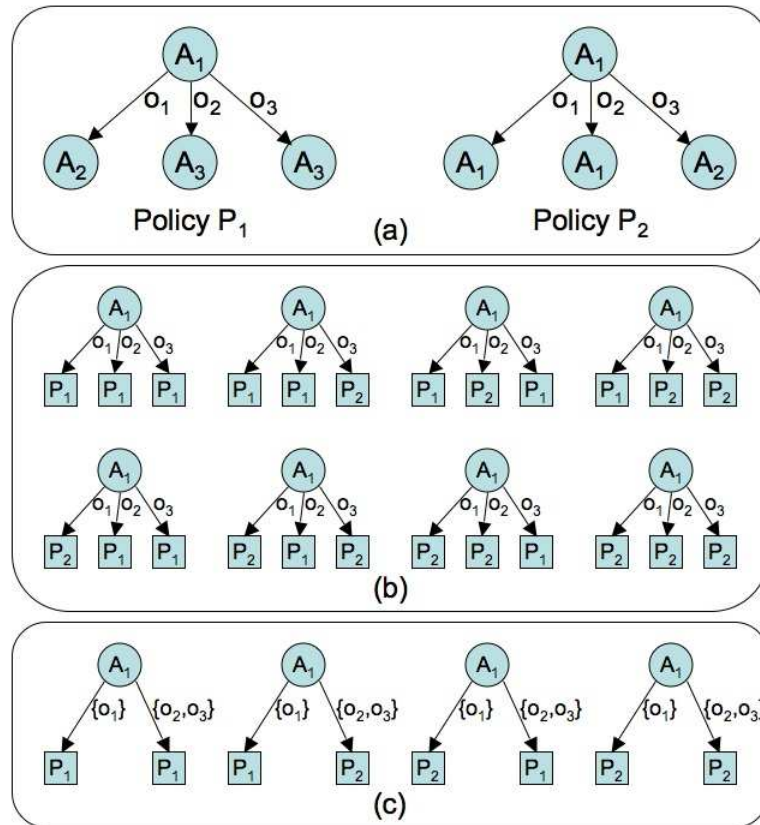 A₁ A₁
o₁ o₂ o₃ o₁ o₂ o₃
A₂ A₃ A₃ A₁ A₁ A₂
Policy P₁ (a) Policy P₂
A₁ A₁ A₁ A₁
o₁ o₂ o₃ o₁ o₂ o₃ o₁ o₂ o₃ o₁ o₂ o₃
P₁ P₁ P₁ P₁ P₁ P₂ P₁ P₂ P₁ P₁ P₂ P₂
A₁ A₁ A₁ A₁
o₁ o₂ o₃ o₁ o₂ o₃ o₁ o₂ o₃ o₁ o₂ o₃
P₂ P₁ P₁ P₂ P₁ P₂ P₂ P₂ P₁ P₂ P₂ P₂
(b)
A₁ A₁ A₁ A₁
{o₁} {o₂,o₃} {o₁} {o₂,o₃} {o₁} {o₂,o₃} {o₁} {o₂,o₃}
P₁ P₁ P₁ P₂ P₂ P₁ P₂ P₂
(c)